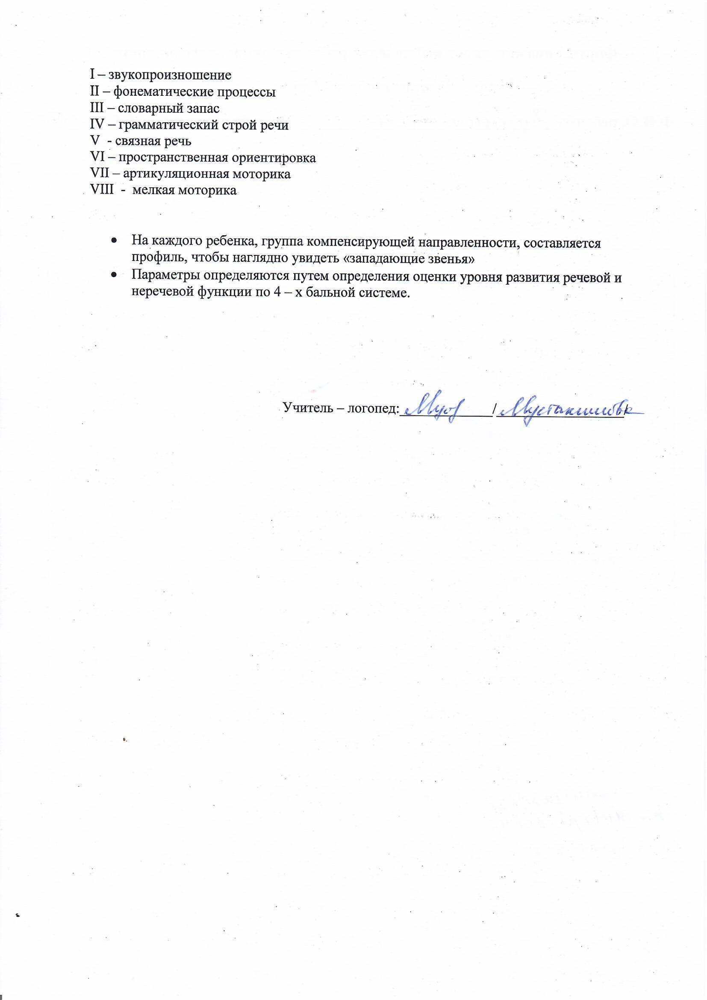 I – звукопроизношение
II – фонематические процессы
III – словарный запас
IV – грамматический строй речи
V - связная речь
VI – пространственная ориентировка
VII – артикуляционная моторика
VIII - мелкая моторика
• На каждого ребенка, группа компенсирующей направленности, составляется
профиль, чтобы наглядно увидеть «западающие звенья»
• Параметры определяются путем определения оценки уровня развития речевой и
неречевой функции по 4 – х бальной системе.
Учитель – логопед: / /